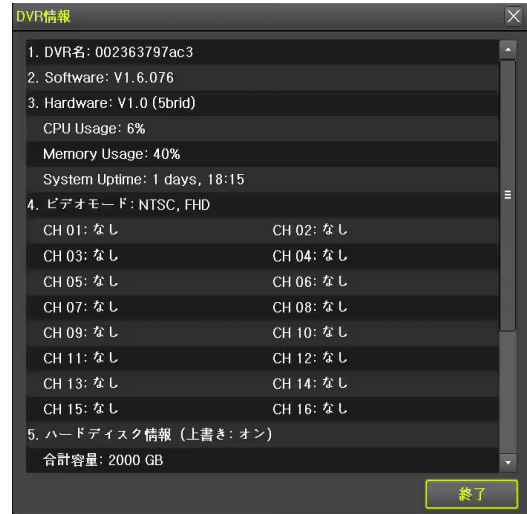 DVR情報
1. DVR名: 002363797ac3
2. Software: V1.6.076
3. Hardware: V1.0 (5brid)
CPU Usage: 6%
Memory Usage: 40%
System Uptime: 1 days, 18:15
4. ビデオモード: NTSC, FHD
CH 01: なし CH 02: なし
CH 03: なし CH 04: なし
CH 05: なし CH 06: なし
CH 07: なし CH 08: なし
CH 09: なし CH 10: なし
CH 11: なし CH 12: なし
CH 13: なし CH 14: なし
CH 15: なし CH 16: なし
5. ハードディスク情報 (上書き: オン)
合計容量: 2000 GB
終了